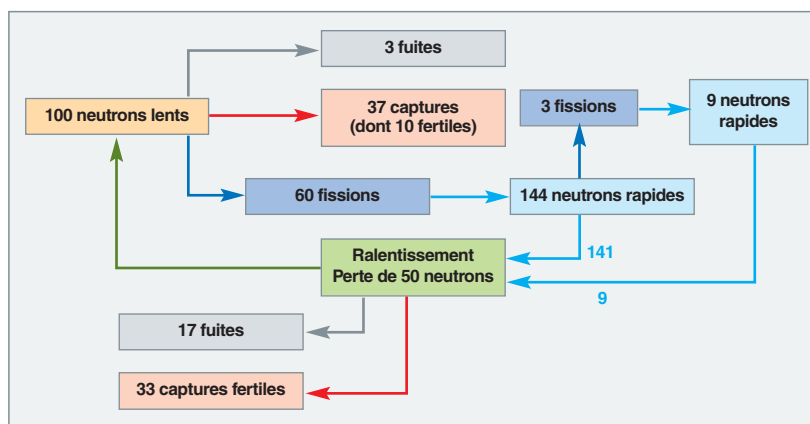 3 fuites
100 neutrons lents
37 captures
(dont 10 fertiles)
3 fissions
9 neutrons
rapides
60 fissions
144 neutrons rapides
Ralentissement
Perte de 50 neutrons
141
9
17 fuites
33 captures fertiles